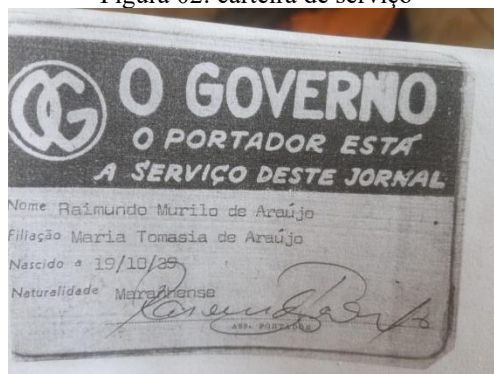 Figura 02: carteira de serviço
OG O GOVERNO
O PORTADOR ESTÁ
A SERVIÇO DESTE JORNAL
Nome Raimundo Murilo de Araújo
Filiação Maria Tomasia de Araújo
Nascido a 19/10/39
Naturalidade Maranhense
ASS. PORTADOR